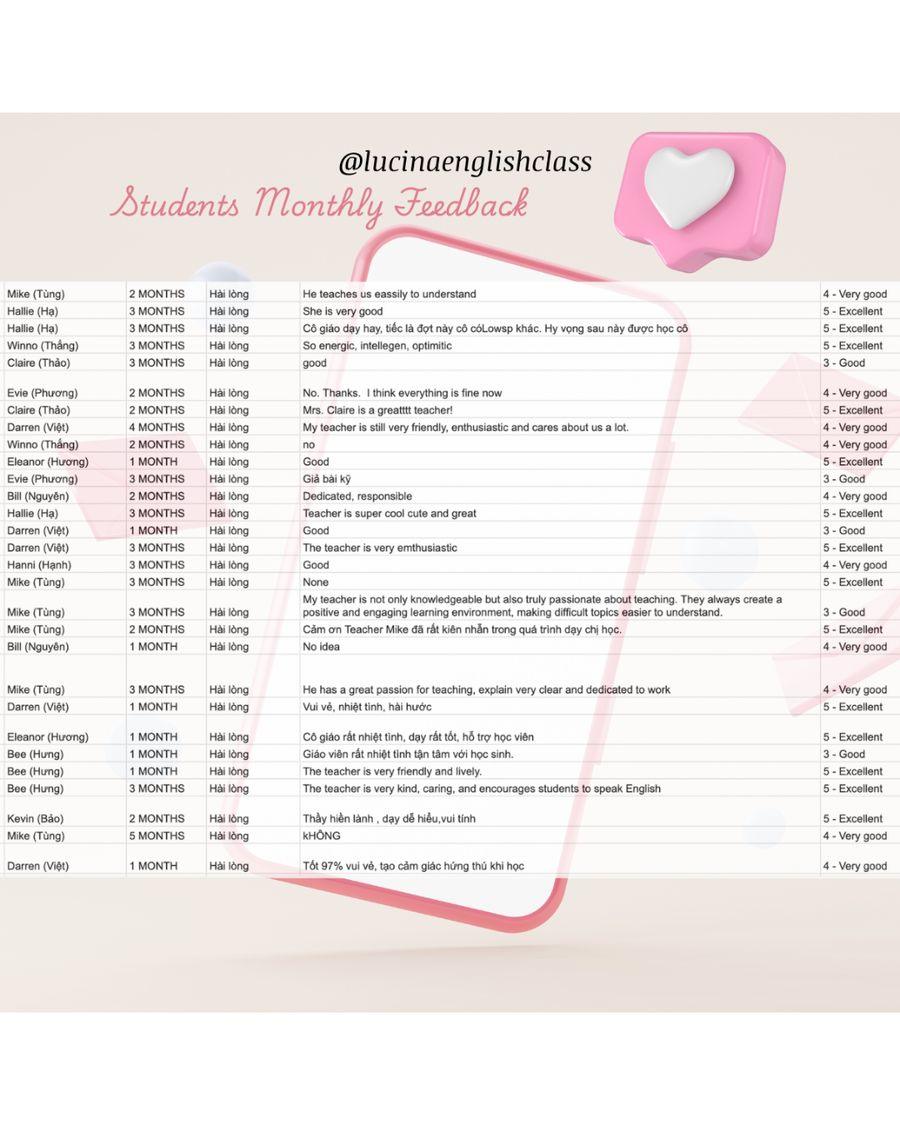 @lucinaenglishclass
Students Monthly Feedback
Mike (Tùng) 2 MONTHS Hài lòng He teaches us eassily to understand 4 - Very good
Hallie (Hạ) 3 MONTHS Hài lòng She is very good 5 - Excellent
Hallie (Hạ) 3 MONTHS Hài lòng Cô giáo dạy hay, tiếc là đợt này cô cóLowsp khác. Hy vọng sau này được học cô 5 - Excellent
Winno (Thắng) 3 MONTHS Hài lòng So energic, intellegen, optimitic 5 - Excellent
Claire (Thảo) 3 MONTHS Hài lòng good 3 - Good
Evie (Phương) 2 MONTHS Hài lòng No. Thanks. I think everything is fine now 4 - Very good
Claire (Thảo) 2 MONTHS Hài lòng Mrs. Claire is a greatttt teacher! 5 - Excellent
Darren (Việt) 4 MONTHS Hài lòng My teacher is still very friendly, enthusiastic and cares about us a lot. 4 - Very good
Winno (Thắng) 2 MONTHS Hài lòng no 4 - Very good
Eleanor (Hương) 1 MONTH Hài lòng Good 5 - Excellent
Evie (Phương) 3 MONTHS Hài lòng Giả bài kỹ 3 - Good
Bill (Nguyên) 2 MONTHS Hài lòng Dedicated, responsible 4 - Very good
Hallie (Hạ) 3 MONTHS Hài lòng Teacher is super cool cute and great 5 - Excellent
Darren (Việt) 1 MONTH Hài lòng Good 3 - Good
Darren (Việt) 3 MONTHS Hài lòng The teacher is very emthusiastic 5 - Excellent
Hanni (Hạnh) 3 MONTHS Hài lòng Good 4 - Very good
Mike (Tùng) 3 MONTHS Hài lòng None 5 - Excellent
My teacher is not only knowledgeable but also truly passionate about teaching. They always create a
Mike (Tùng) 3 MONTHS Hài lòng positive and engaging learning environment, making difficult topics easier to understand. 3 - Good
Mike (Tùng) 2 MONTHS Hài lòng Cảm ơn Teacher Mike đã rất kiên nhẫn trong quá trình dạy chị học. 5 - Excellent
Bill (Nguyên) 1 MONTH Hài lòng No idea 4 - Very good
Mike (Tùng) 3 MONTHS Hài lòng He has a great passion for teaching, explain very clear and dedicated to work 4 - Very good
Darren (Việt) 1 MONTH Hài lòng Vui vẻ, nhiệt tình, hài hước 5 - Excellent
Eleanor (Hương) 1 MONTH Hài lòng Cô giáo rất nhiệt tình, dạy rất tốt, hỗ trợ học viên 5 - Excellent
Bee (Hưng) 1 MONTH Hài lòng Giáo viên rất nhiệt tình tận tâm với học sinh. 3 - Good
Bee (Hưng) 1 MONTH Hài lòng The teacher is very friendly and lively. 5 - Excellent
Bee (Hưng) 3 MONTHS Hài lòng The teacher is very kind, caring, and encourages students to speak English 5 - Excellent
Kevin (Bảo) 2 MONTHS Hài lòng Thầy hiền lành , dạy dễ hiểu,vui tính 5 - Excellent
Mike (Tùng) 5 MONTHS Hài lòng kHÔNG 4 - Very good
Darren (Việt) 1 MONTH Hài lòng Tốt 97% vui vẻ, tạo cảm giác hứng thú khi học 4 - Very good